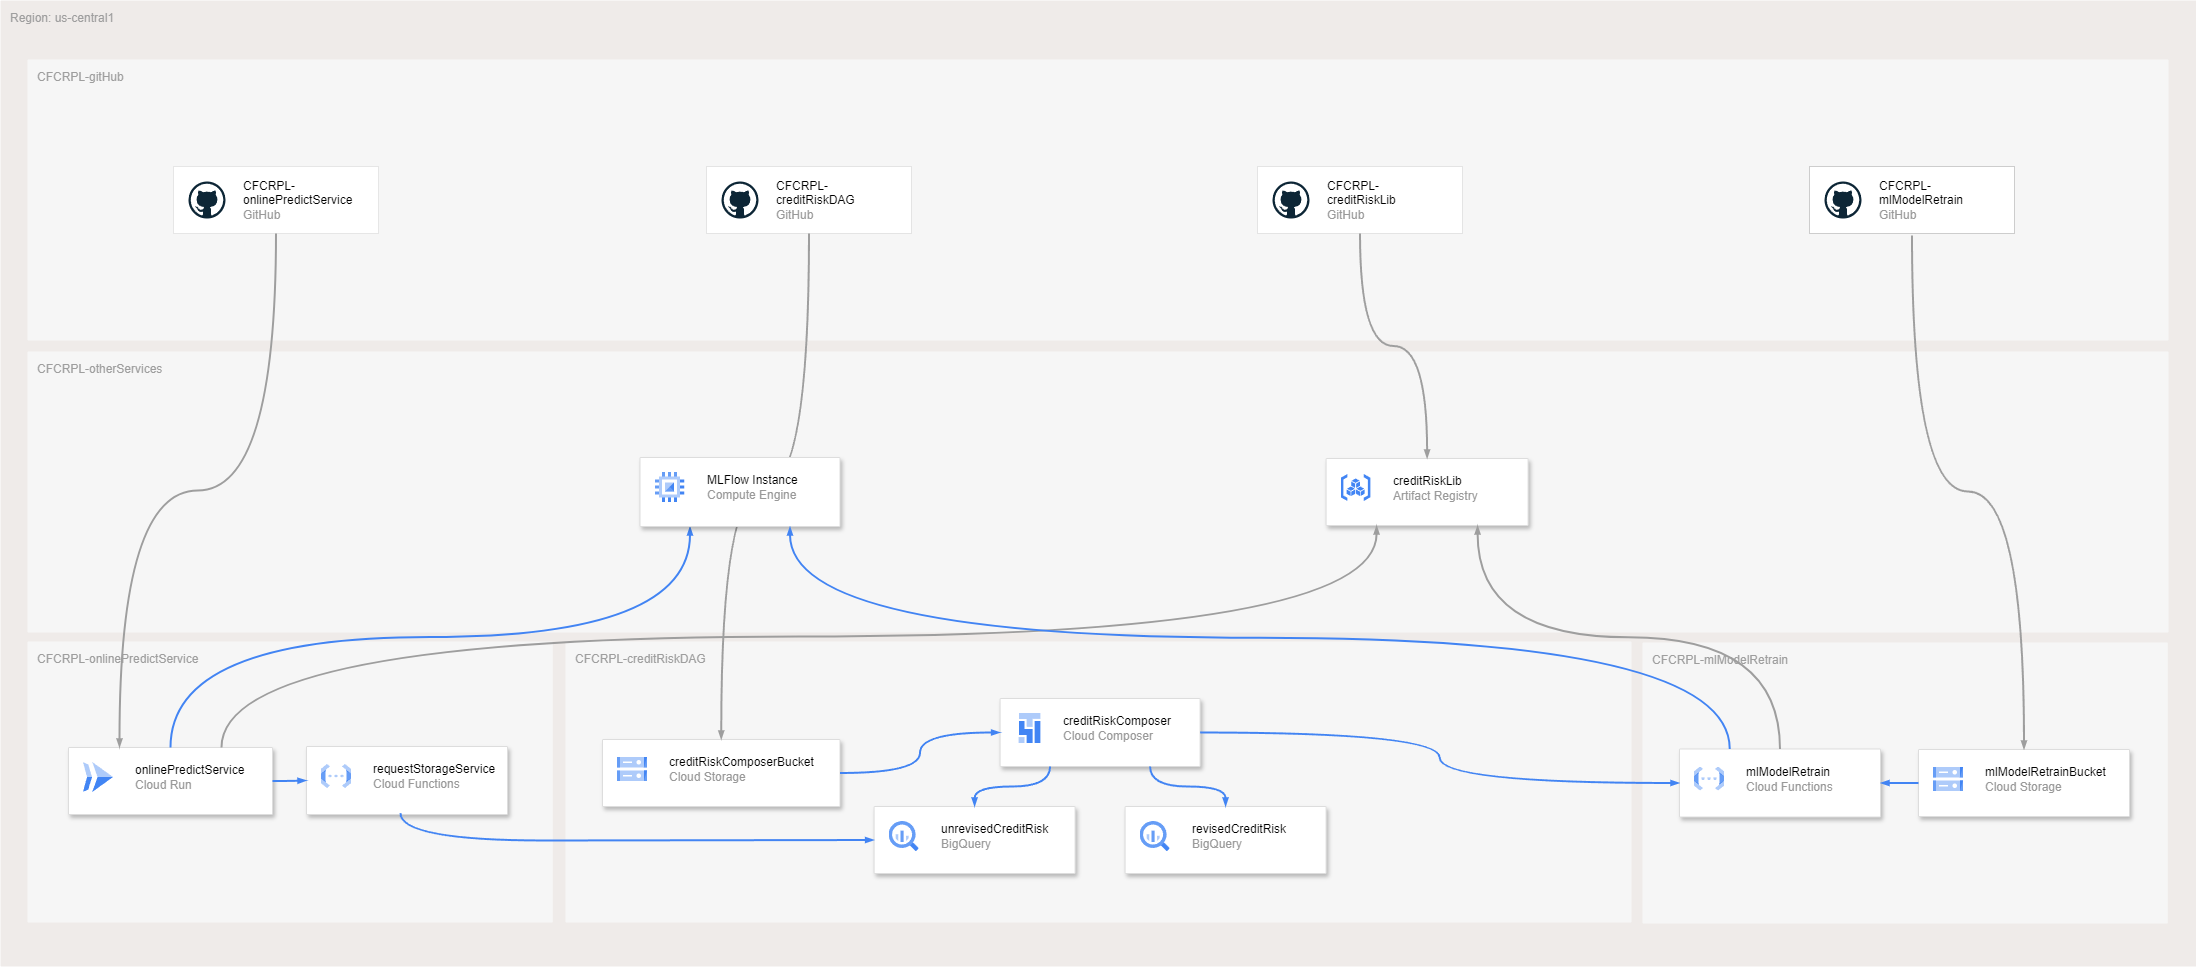 Region: us-central1
CFCRPL-gitHub
CFCRPL-
onlinePredictService
GitHub
CFCRPL-
creditRiskDAG
GitHub
CFCRPL-
creditRiskLib
GitHub
CFCRPL-
mlModelRetrain
GitHub
CFCRPL-otherServices
MLFlow Instance
Compute Engine
creditRiskLib
Artifact Registry
CFCRPL-onlinePredictService
onlinePredictService
Cloud Run
requestStorageService
Cloud Functions
CFCRPL-creditRiskDAG
creditRiskComposerBucket
Cloud Storage
creditRiskComposer
Cloud Composer
unrevisedCreditRisk
BigQuery
revisedCreditRisk
BigQuery
CFCRPL-mlModelRetrain
mlModelRetrain
Cloud Functions
mlModelRetrainBucket
Cloud Storage